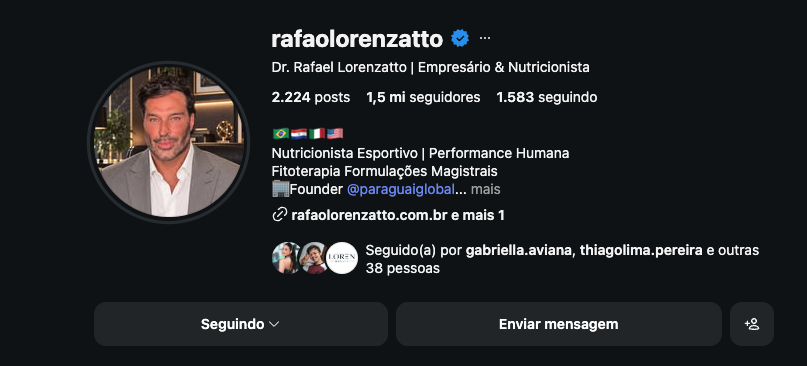 rafaolorenzatto ...
Dr. Rafael Lorenzatto | Empresário & Nutricionista
2.224 posts 1,5 mi seguidores 1.583 seguindo
🇧🇷🇵🇾🇮🇹🇺🇸
Nutricionista Esportivo | Performance Humana
Fitoterapia Formulações Magistrais
🏢Founder @paraguaiglobal... mais
rafaolorenzatto.com.br e mais 1
LOREN
Seguido(a) por gabriella.aviana, thiagolima.pereira e outras
38 pessoas
Seguindo Enviar mensagem